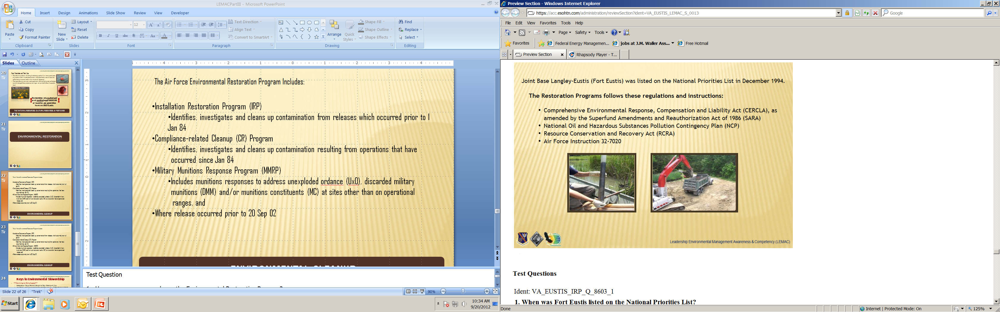 LEMACPartIII - Microsoft PowerPoint
Home Insert Design Animations Slide Show Review View Developer
Paste
Cut
Copy
Format Painter
Clipboard
New Slide
Layout
Reset
Delete
Slides
12
Font
Text Direction
Align Text
Convert to SmartArt
Paragraph
Arrange
Quick Styles
Shape Fill
Shape Outline
Shape Effects
Drawing
Find
Replace
Select
Editing
Slides Outline
20
THE NATURAL RESOURCES, CULTURAL RESOURCES, & PESTICIDES
21
ENVIRONMENTAL RESTORATION
22
ENVIRONMENTAL CLEANUP
23
ENVIRONMENTAL CLEANUP
24
Keys to Environmental Stewardship
The Air Force Environmental Restoration Program Includes:
•Installation Restoration Program (IRP)
•Identifies, investigates and cleans up contamination from releases which occurred prior to 1
Jan 84
•Compliance-related Cleanup (CR) Program
•Identifies, investigates and cleans up contamination resulting from operations that have
occurred since Jan 84
•Military Munitions Response Program (MMRP)
•Includes munitions responses to address unexploded ordance (UxO), discarded military
munitions (DMM) and/or munitions constituents (MC) at sites other than on operational
ranges, and
•Where release occurred prior to 20 Sep 02
Test Question
Slide 22 of 26 "Trek"
90%
Start
10:34 AM
9/20/2012
Preview Section - Windows Internet Explorer
https://acc.esohtn.com/administration/reviewSection?ident=VA_EUSTIS_LEMAC_S_0013
Google
File Edit View Favorites Tools Help
Page Safety Tools
Favorites Federal Energy Managemen... jobs at J.M. Waller Ass... Free Hotmail
Preview Section Rhapsody Player - T...
Joint Base Langley-Eustis (Fort Eustis) was listed on the National Priorities List in December 1994.
The Restoration Programs follows these regulations and instructions:
• Comprehensive Environmental Response, Compensation and Liability Act (CERCLA), as
amended by the Superfund Amendments and Reauthorization Act of 1986 (SARA)
• National Oil and Hazardous Substances Pollution Contingency Plan (NCP)
• Resource Conservation and Recovery Act (RCRA)
• Air Force Instruction 32-7020
Leadership Environmental Management Awareness & Competency (LEMAC)
Test Questions
Ident: VA_EUSTIS_IRP_Q_8603_1
1. When was Fort Eustis listed on the National Priorities List?
Done
Internet | Protected Mode: On
125%